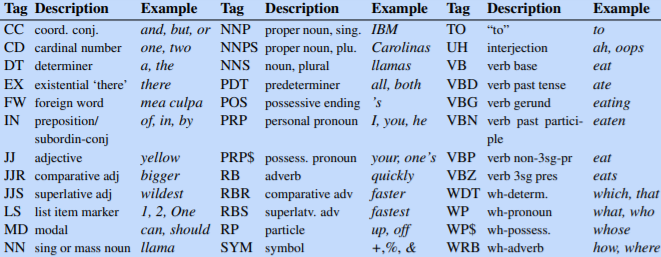 Tag Description Example Tag Description Example Tag Description Example
CC coord. conj. and, but, or NNP proper noun, sing. IBM TO “to” to
CD cardinal number one, two NNPS proper noun, plu. Carolinas UH interjection ah, oops
DT determiner a, the NNS noun, plural llamas VB verb base eat
EX existential ‘there’ there PDT predeterminer all, both VBD verb past tense ate
FW foreign word mea culpa POS possessive ending ’s VBG verb gerund eating
IN preposition/ of, in, by PRP personal pronoun I, you, he VBN verb past partici- eaten
subordin-conj ple
JJ adjective yellow PRP$ possess. pronoun your, one’s VBP verb non-3sg-pr eat
JJR comparative adj bigger RB adverb quickly VBZ verb 3sg pres eats
JJS superlative adj wildest RBR comparative adv faster WDT wh-determ. which, that
LS list item marker 1, 2, One RBS superlatv. adv fastest WP wh-pronoun what, who
MD modal can, should RP particle up, off WP$ wh-possess. whose
NN sing or mass noun llama SYM symbol +,%, & WRB wh-adverb how, where